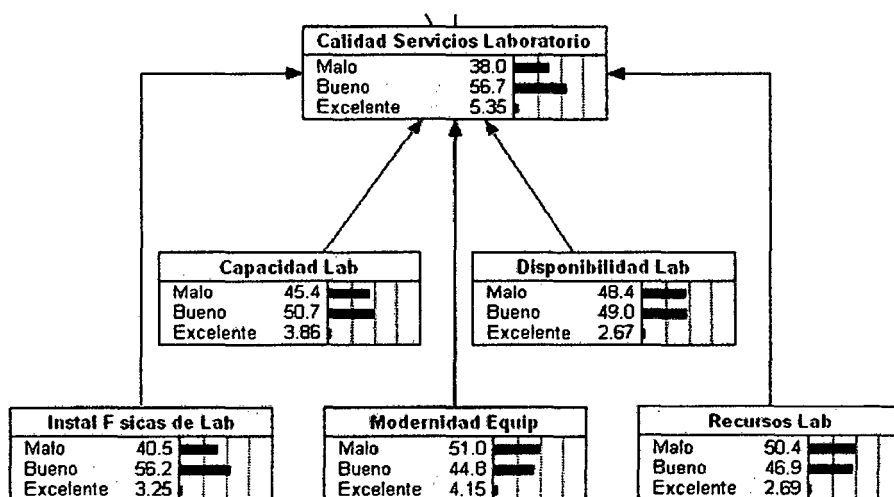 Calidad Servicios Laboratorio
Malo 38.0
Bueno 56.7
Excelente 5.35
Capacidad Lab
Malo 45.4
Bueno 50.7
Excelente 3.86
Disponibilidad Lab
Malo 48.4
Bueno 49.0
Excelente 2.67
Instal F sicas de Lab
Malo 40.5
Bueno 56.2
Excelente 3.25
Modernidad Equip
Malo 51.0
Bueno 44.8
Excelente 4.15
Recursos Lab
Malo 50.4
Bueno 46.9
Excelente 2.69